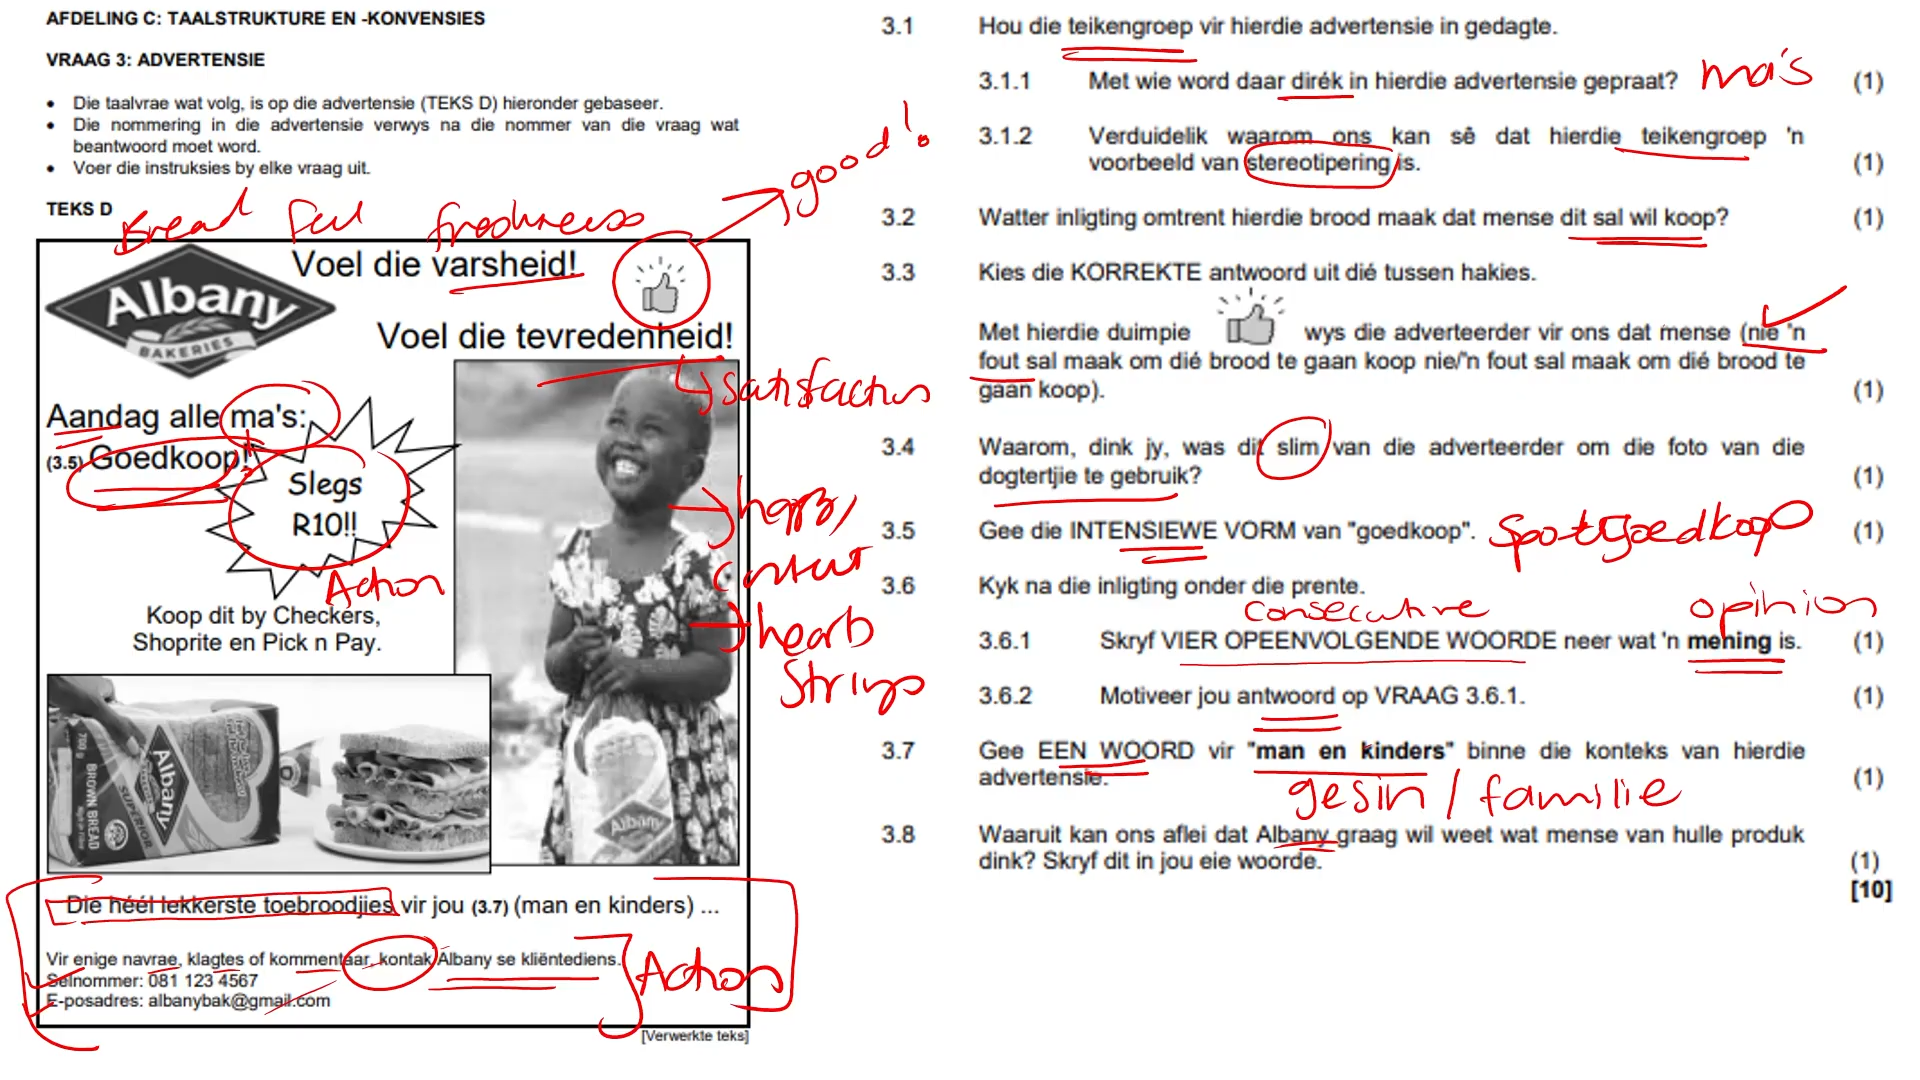 AFDELING C: TAALSTRUKTURE EN -KONVENSIES
VRAAG 3: ADVERTENSIE
• Die taalvrae wat volg, is op die advertensie (TEKS D) hieronder gebaseer.
• Die nommering in die advertensie verwys na die nommer van die vraag wat
beantwoord moet word.
• Voer die instruksies by elke vraag uit.
TEKS D
Bread Feel freshness
good!
Voel die varsheid!
Albany
BAKERIES
Voel die tevredenheid!
satisfaction
Aandag alle ma's:
(3.5) Goedkoop!
Slegs
R10!!
Action
happy,
content
heart
strings
Koop dit by Checkers,
Shoprite en Pick n Pay.
Albany
SUPERIOR
BROWN BREAD
700 g
Albany
Die héél lekkerste toebroodjies vir jou (3.7) (man en kinders) ...
Vir enige navrae, klagtes of kommentaar, kontak Albany se kliëntediens.
Selnommer: 081 123 4567
E-posadres: albanybak@gmail.com
Action
[Verwerkte teks]
3.1 Hou die teikengroep vir hierdie advertensie in gedagte.
3.1.1 Met wie word daar dirék in hierdie advertensie gepraat? ma's (1)
3.1.2 Verduidelik waarom ons kan sê dat hierdie teikengroep 'n
voorbeeld van stereotipering is. (1)
3.2 Watter inligting omtrent hierdie brood maak dat mense dit sal wil koop? (1)
3.3 Kies die KORREKTE antwoord uit dié tussen hakies.
Met hierdie duimpie wys die adverteerder vir ons dat mense (nie 'n
fout sal maak om dié brood te gaan koop nie/'n fout sal maak om dié brood te
gaan koop). (1)
3.4 Waarom, dink jy, was dit slim van die adverteerder om die foto van die
dogtertjie te gebruik? (1)
3.5 Gee die INTENSIEWE VORM van "goedkoop". Spotgoedkoop (1)
3.6 Kyk na die inligting onder die prente.
consecutive opinion
3.6.1 Skryf VIER OPEENVOLGENDE WOORDE neer wat 'n mening is. (1)
3.6.2 Motiveer jou antwoord op VRAAG 3.6.1. (1)
3.7 Gee EEN WOORD vir "man en kinders" binne die konteks van hierdie
advertensie. (1)
gesin / familie
3.8 Waaruit kan ons aflei dat Albany graag wil weet wat mense van hulle produk
dink? Skryf dit in jou eie woorde. (1)
[10]